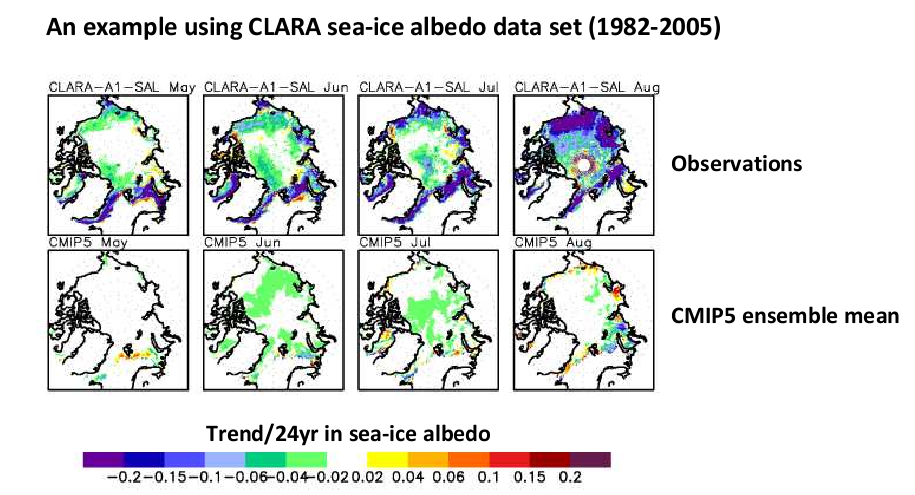 An example using CLARA sea-ice albedo data set (1982-2005)
CLARA-A1-SAL May
CLARA-A1-SAL Jun
CLARA-A1-SAL Jul
CLARA-A1-SAL Aug
Observations
CMIP5 May
CMIP5 Jun
CMIP5 Jul
CMIP5 Aug
CMIP5 ensemble mean
Trend/24yr in sea-ice albedo
-0.2-0.15-0.1-0.06-0.04-0.02 0.02 0.04 0.06 0.1 0.15 0.2